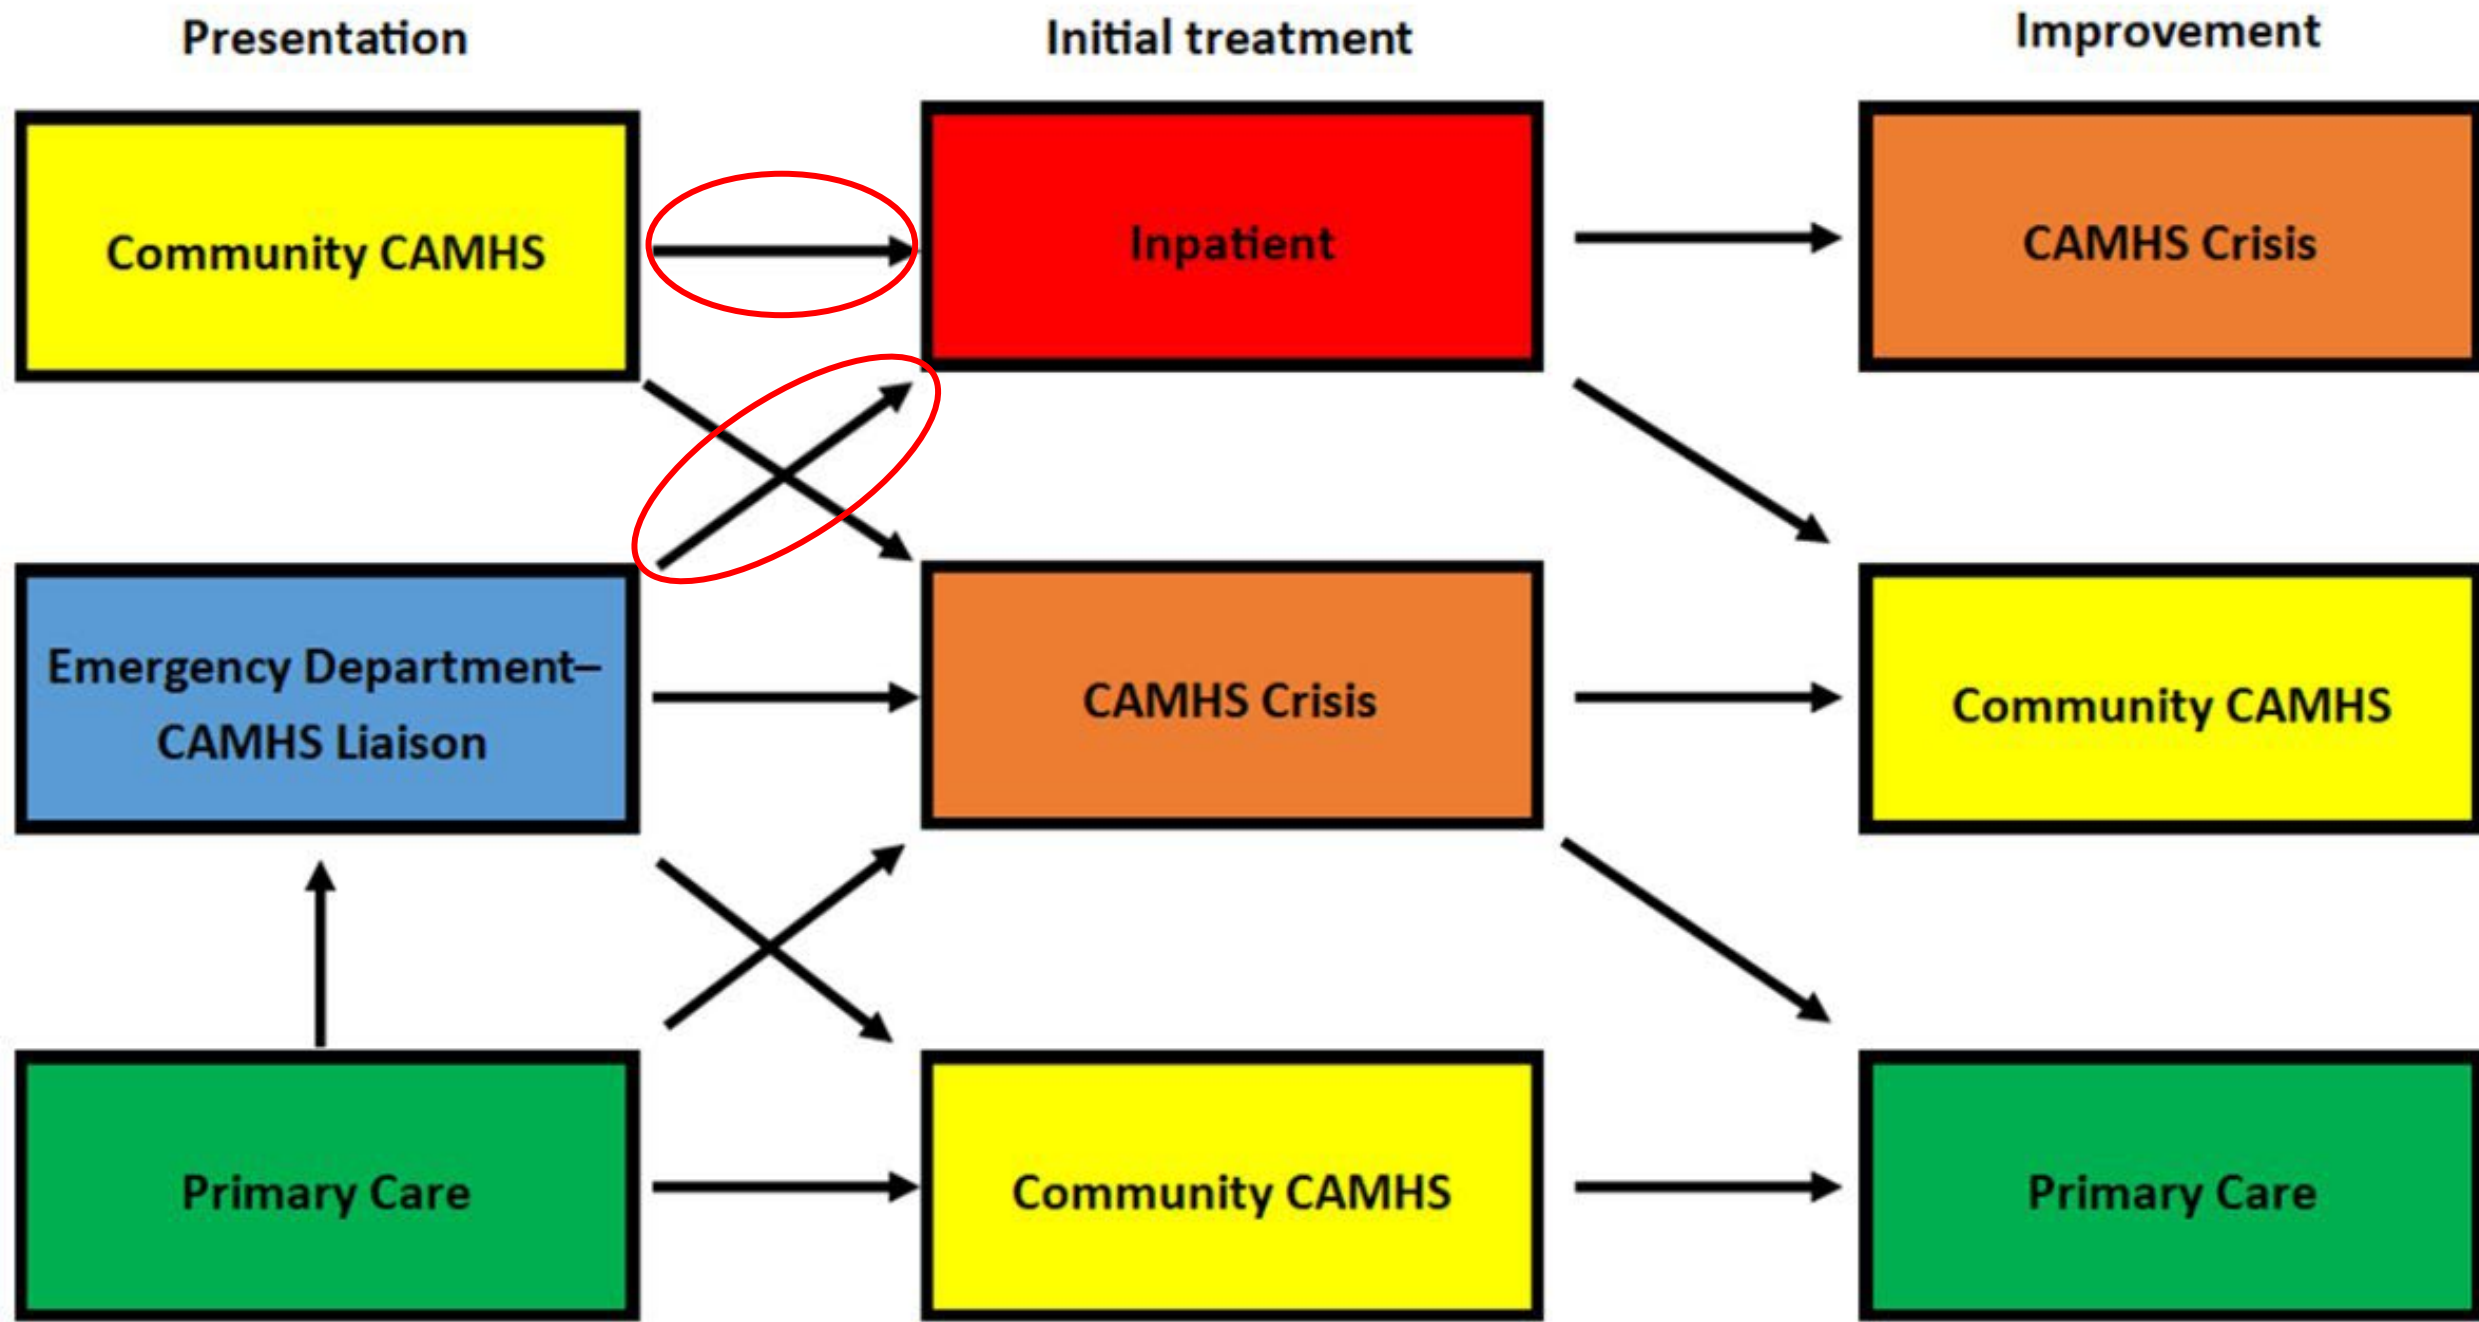 Presentation
Initial treatment
Improvement
Community CAMHS
Inpatient
CAMHS Crisis
Emergency Department–
CAMHS Liaison
CAMHS Crisis
Community CAMHS
Primary Care
Community CAMHS
Primary Care